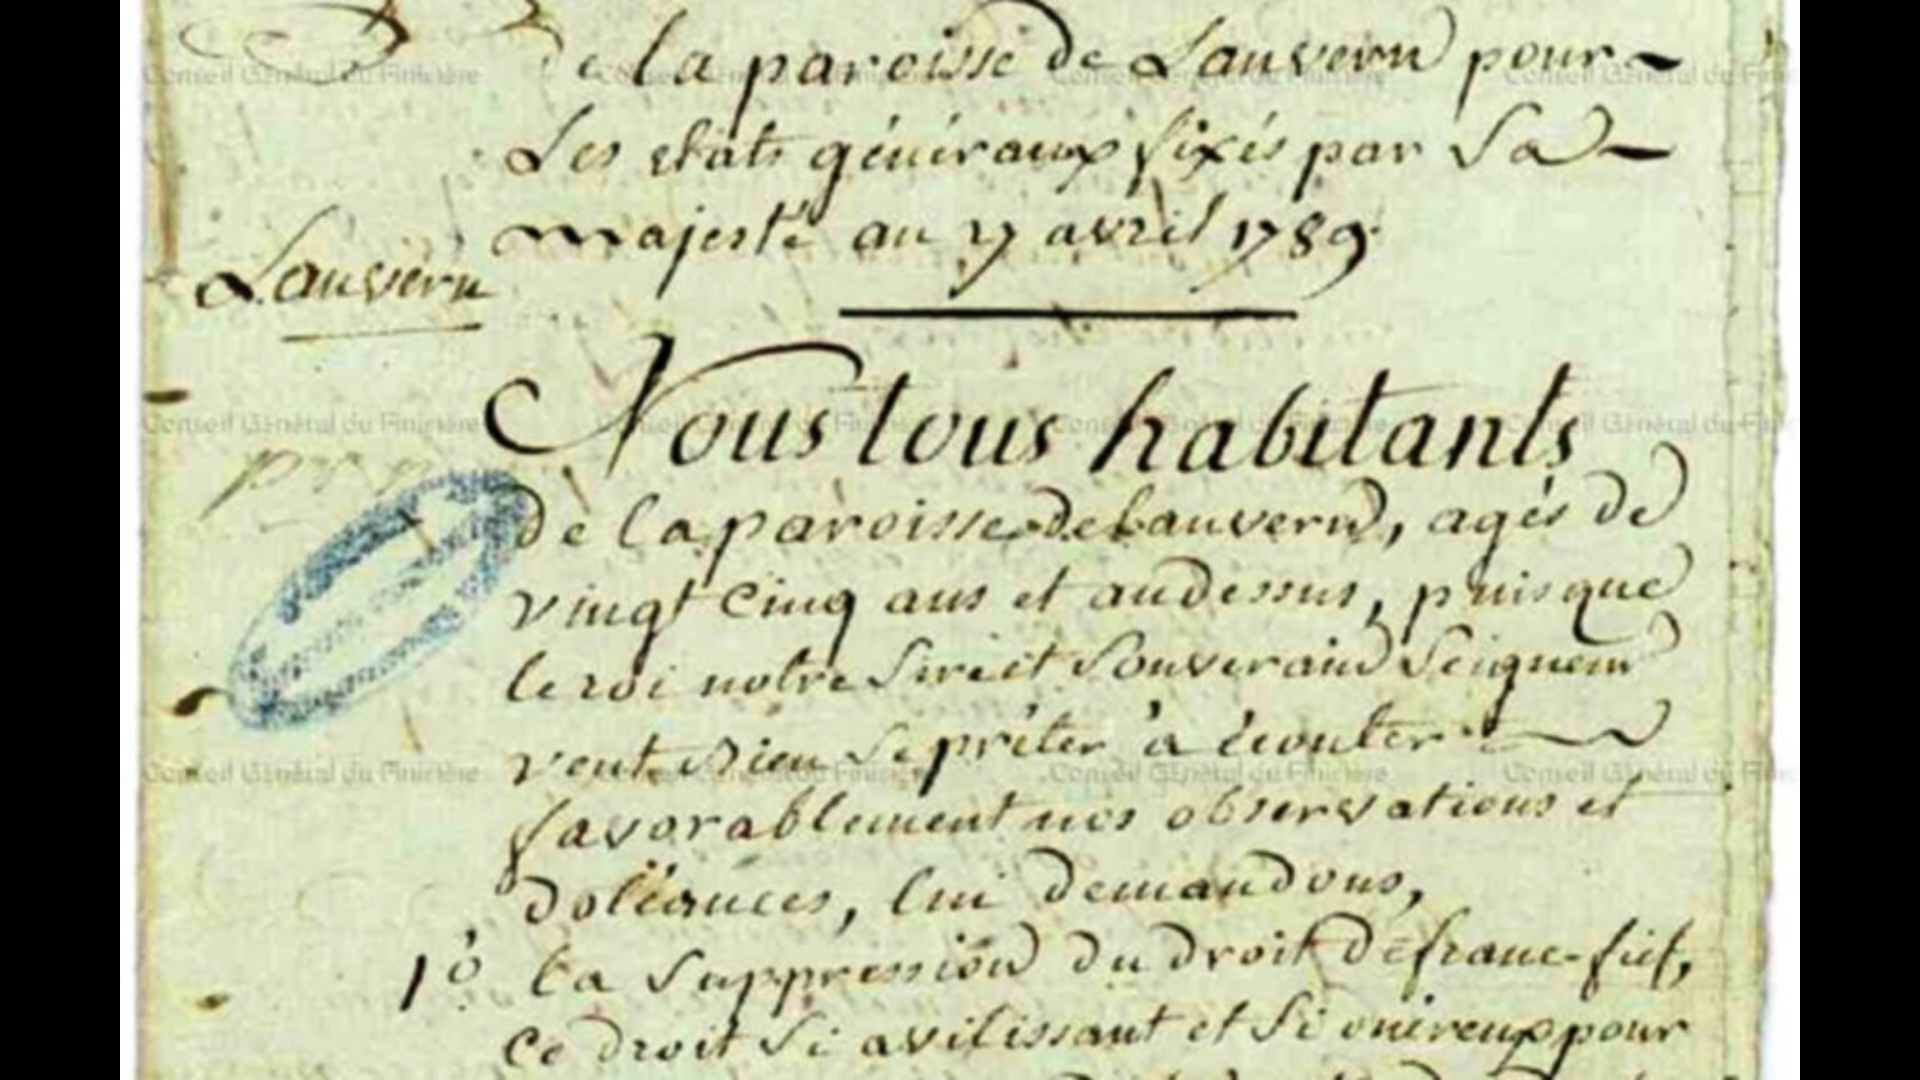 de la paroisse de Lanvern pour
Les etats généraux fixés par Sa
majesté au 27 avril 1789.
Lanvern
Nous tous habitants
de la paroisse de Lanvern, agés de
vingt cinq ans et au dessus, puisque
le roi notre Sire et Souverain Seigneur
veut bien se prêter à écouter
favorablement nos observations et
doléances, lui demandons,
1º La suppression du droit de franc-fief,
ce droit si avilissant et si onireux pour
Conseil Général du Finistère